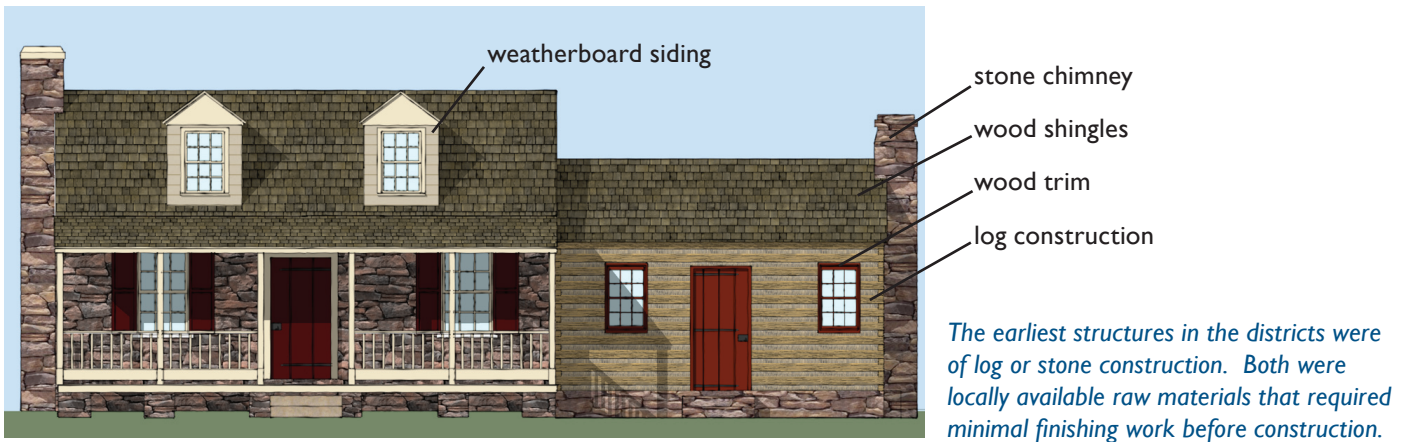 weatherboard siding
stone chimney
wood shingles
wood trim
log construction
The earliest structures in the districts were
of log or stone construction.  Both were
locally available raw materials that required
minimal finishing work before construction.